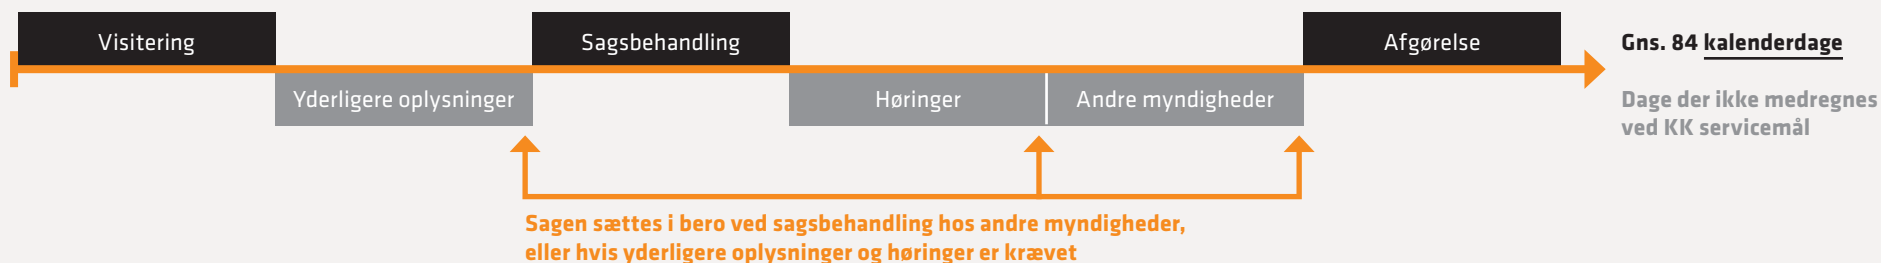 Visitering
Sagsbehandling
Afgørelse
Gns. 84 kalenderdage
Yderligere oplysninger
Høringer
Andre myndigheder
Dage der ikke medregnes
ved KK servicemål
Sagen sættes i bero ved sagsbehandling hos andre myndigheder,
eller hvis yderligere oplysninger og høringer er krævet